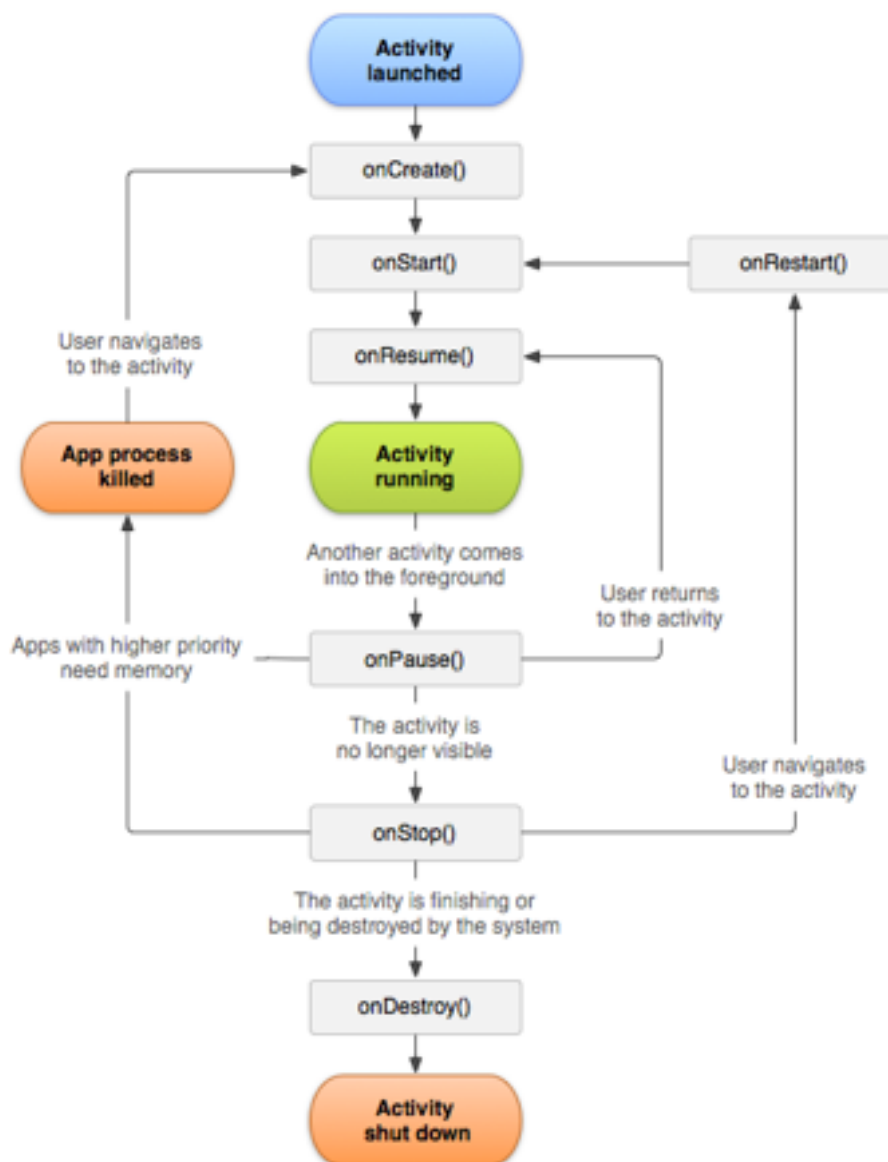 Activity
launched
onCreate()
onStart()
onRestart()
User navigates
to the activity
onResume()
App process
killed
Activity
running
Another activity comes
into the foreground
User returns
to the activity
Apps with higher priority
need memory
onPause()
The activity is
no longer visible
User navigates
to the activity
onStop()
The activity is finishing or
being destroyed by the system
onDestroy()
Activity
shut down